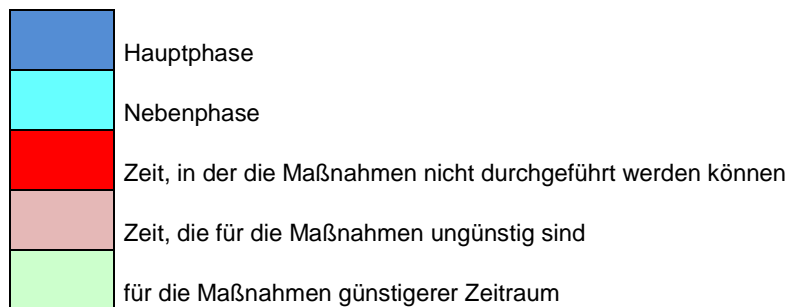 Hauptphase
Nebenphase
Zeit, in der die Maßnahmen nicht durchgeführt werden können
Zeit, die für die Maßnahmen ungünstig sind
für die Maßnahmen günstigerer Zeitraum